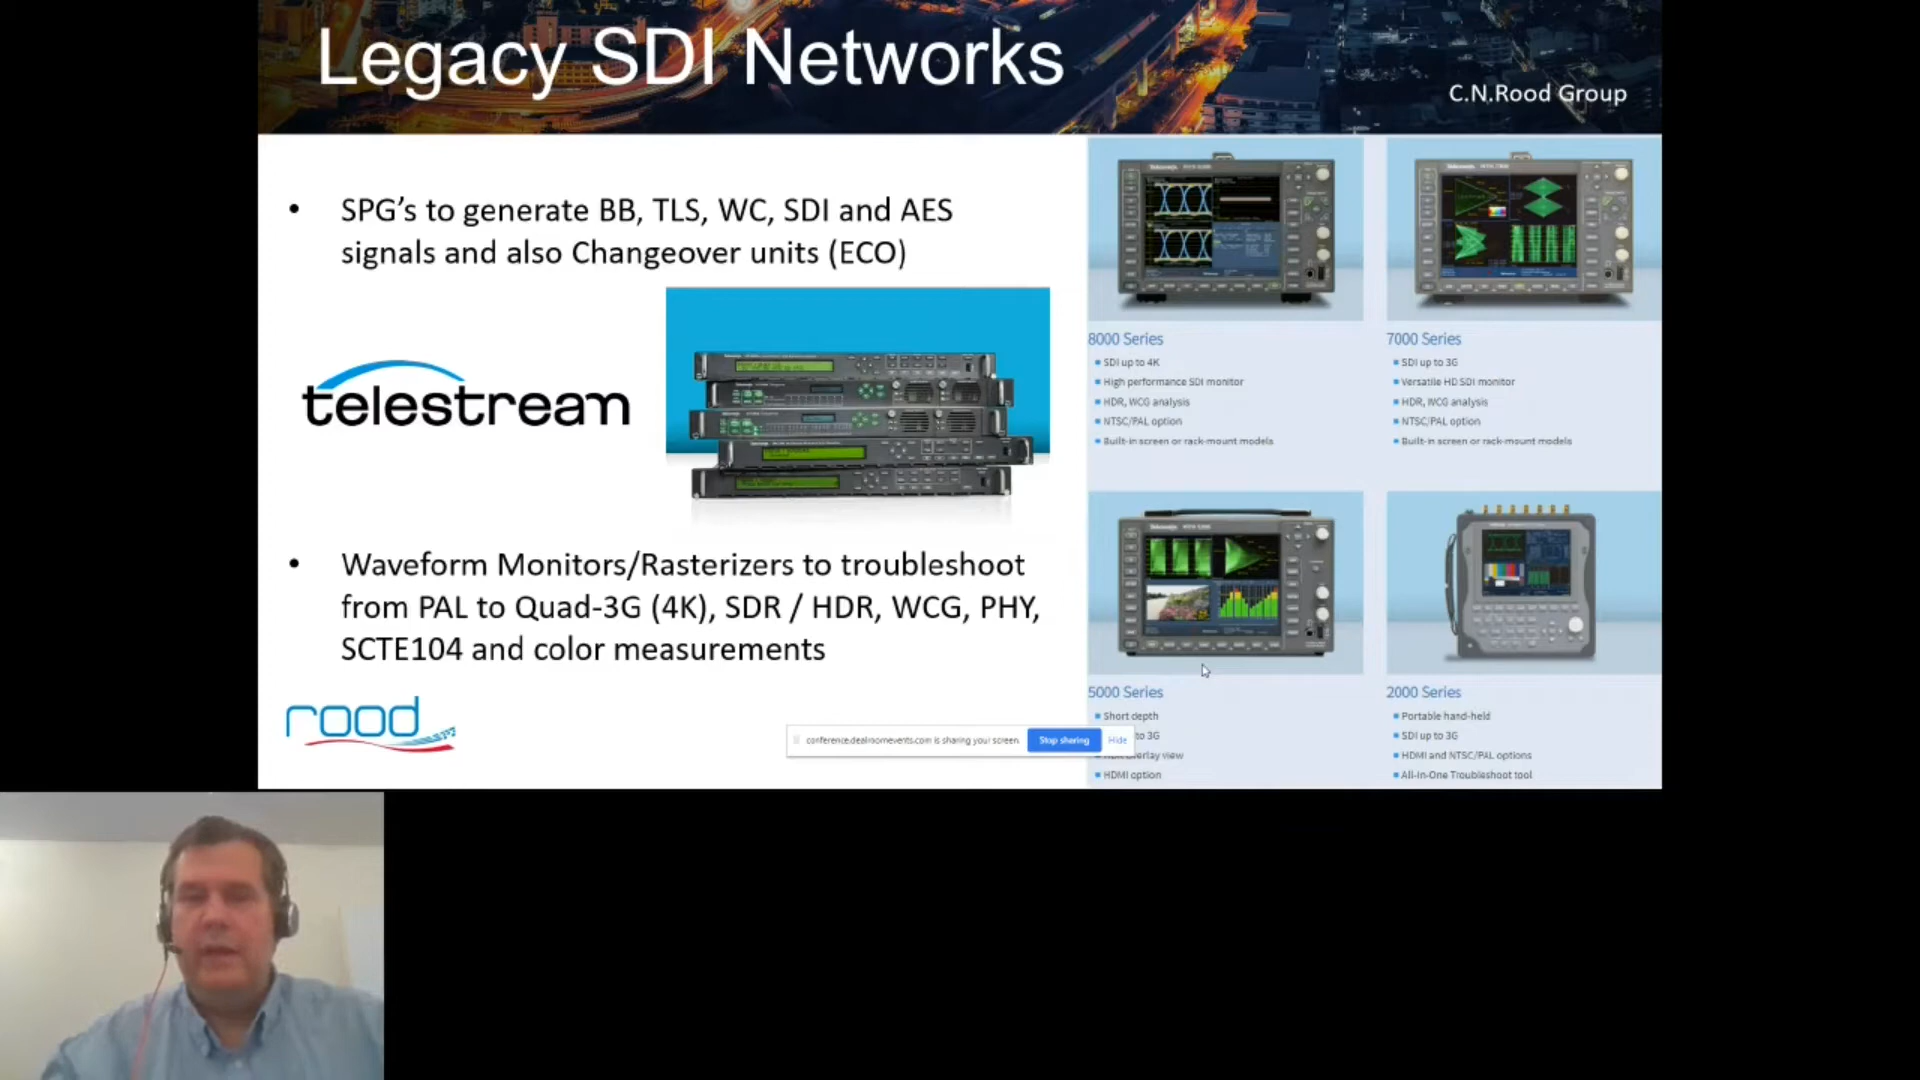 Legacy SDI Networks
C.N.Rood Group
• SPG’s to generate BB, TLS, WC, SDI and AES
signals and also Changeover units (ECO)
telestream
• Waveform Monitors/Rasterizers to troubleshoot
from PAL to Quad-3G (4K), SDR / HDR, WCG, PHY,
SCTE104 and color measurements
rood
Tektronix
8000 Series
SDI up to 4K
High performance SDI monitor
HDR, WCG analysis
NTSC/PAL option
Built-in screen or rack-mount models
Tektronix
7000 Series
SDI up to 3G
Versatile HD SDI monitor
HDR, WCG analysis
NTSC/PAL option
Built-in screen or rack-mount models
Tektronix
5000 Series
Short depth
to 3G
overlay view
HDMI option
2000 Series
Portable hand-held
SDI up to 3G
HDMI and NTSC/PAL options
All-in-One Troubleshoot tool
conference.dealroomevents.com is sharing your screen.
Stop sharing
Hide